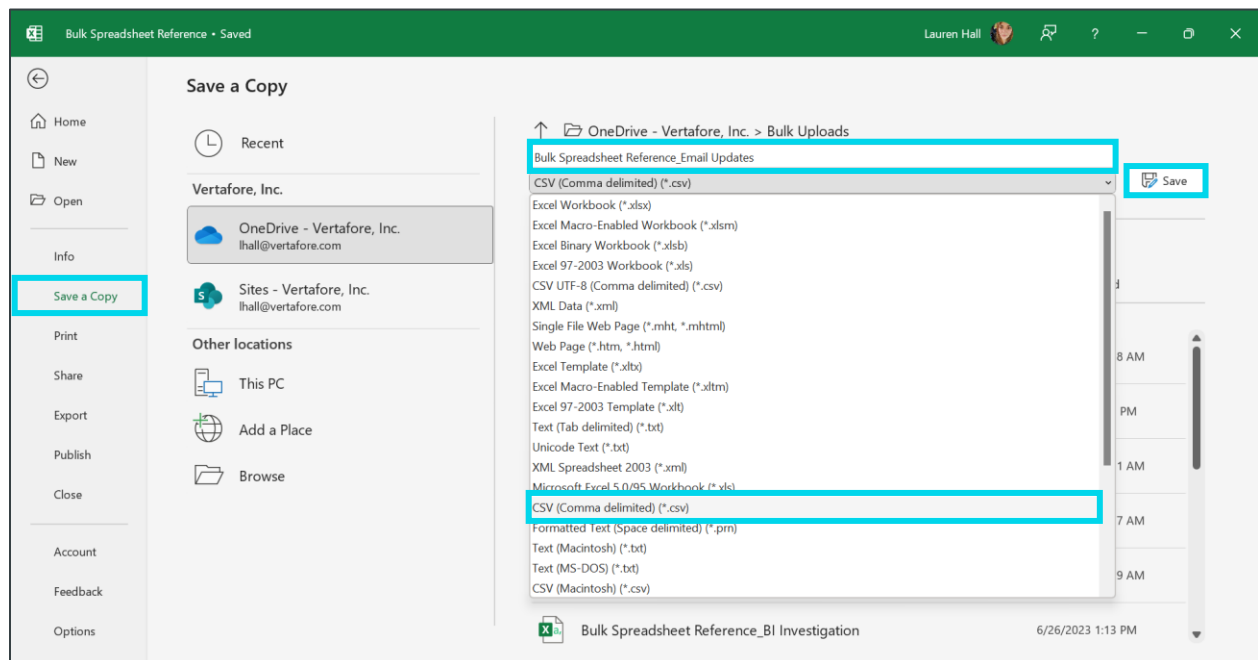 Bulk Spreadsheet Reference • Saved
Lauren Hall
?
Save a Copy
Home
New
Open
Info
Save a Copy
Print
Share
Export
Publish
Close
Account
Feedback
Options
Recent
Vertafore, Inc.
OneDrive - Vertafore, Inc.
lhall@vertafore.com
Sites - Vertafore, Inc.
lhall@vertafore.com
Other locations
This PC
Add a Place
Browse
OneDrive - Vertafore, Inc. > Bulk Uploads
Bulk Spreadsheet Reference_Email Updates
CSV (Comma delimited) (*.csv)
Save
Excel Workbook (*.xlsx)
Excel Macro-Enabled Workbook (*.xlsm)
Excel Binary Workbook (*.xlsb)
Excel 97-2003 Workbook (*.xls)
CSV UTF-8 (Comma delimited) (*.csv)
XML Data (*.xml)
Single File Web Page (*.mht, *.mhtml)
Web Page (*.htm, *.html)
Excel Template (*.xltx)
Excel Macro-Enabled Template (*.xltm)
Excel 97-2003 Template (*.xlt)
Text (Tab delimited) (*.txt)
Unicode Text (*.txt)
XML Spreadsheet 2003 (*.xml)
Microsoft Excel 5.0/95 Workbook (*.xls)
CSV (Comma delimited) (*.csv)
Formatted Text (Space delimited) (*.prn)
Text (Macintosh) (*.txt)
Text (MS-DOS) (*.txt)
CSV (Macintosh) (*.csv)
8 AM
PM
1 AM
7 AM
9 AM
Bulk Spreadsheet Reference_BI Investigation
6/26/2023 1:13 PM